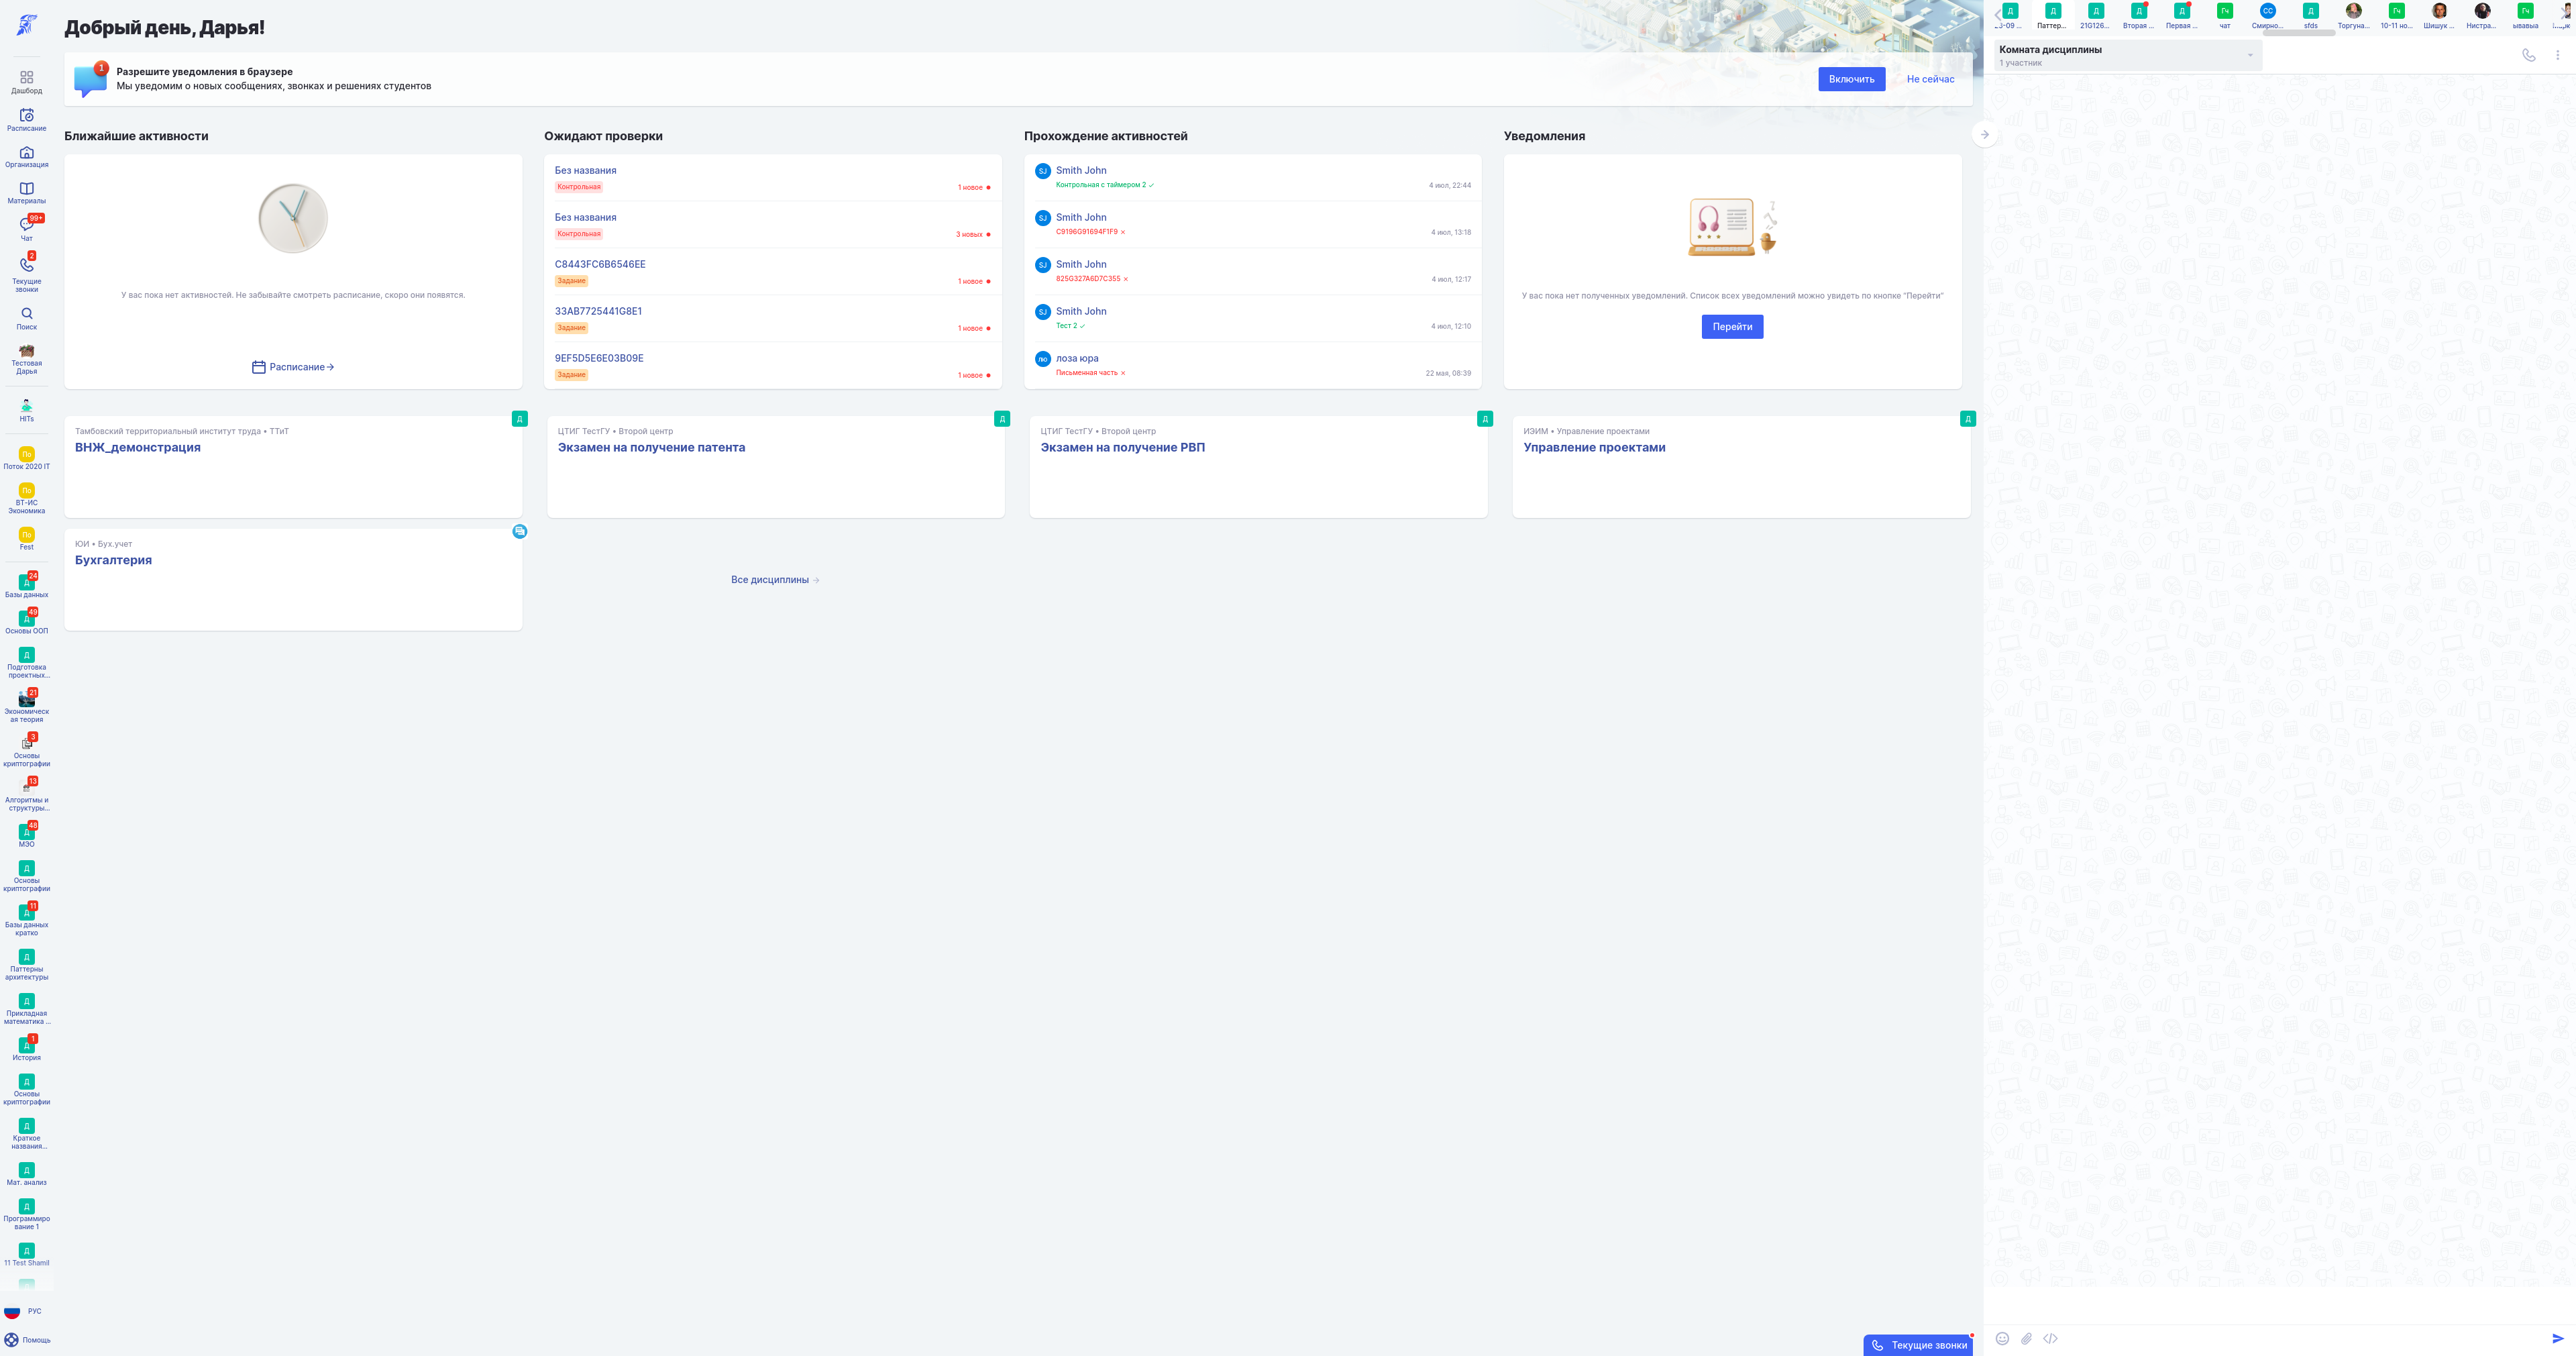 Добрый день, Дарья!
1
Разрешите уведомления в браузере
Мы уведомим о новых сообщениях, звонках и решениях студентов
Включить
Не сейчас
Дашборд
Расписание
Организация
Материалы
99+
Чат
2
Текущие
звонки
Поиск
Тестовая
Дарья
HITs
По
Поток 2020 IT
По
ВТ-ИС
Экономика
По
Fest
24
Д
Базы данных
49
Д
Основы ООП
Д
Подготовка
проектных...
21
Экономическ
ая теория
3
Основы
криптографии
13
Алгоритмы и
структуры...
48
Д
МЭО
Д
Основы
криптографии
11
Д
Базы данных
кратко
Д
Паттерны
архитектуры
Д
Прикладная
математика ...
1
Д
История
Д
Основы
криптографии
Д
Краткое
названия...
Д
Мат. анализ
Д
Программиро
вание 1
Д
11 Test Shamil
РУС
Помощь
Ближайшие активности
У вас пока нет активностей. Не забывайте смотреть расписание, скоро они появятся.
Расписание
Ожидают проверки
Без названия
Контрольная
1 новое
Без названия
Контрольная
3 новых
C8443FC6B6546EE
Задание
1 новое
33AB7725441G8E1
Задание
1 новое
9EF5D5E6E03B09E
Задание
1 новое
Прохождение активностей
SJ
Smith John
Контрольная с таймером 2
4 июл, 22:44
SJ
Smith John
C9196G91694F1F9
4 июл, 13:18
SJ
Smith John
825G327A6D7C355
4 июл, 12:17
SJ
Smith John
Тест 2
4 июл, 12:10
лю
лоза юра
Письменная часть
22 мая, 08:39
Уведомления
У вас пока нет полученных уведомлений. Список всех уведомлений можно увидеть по кнопке "Перейти"
Перейти
Д
Тамбовский территориальный институт труда • ТТиТ
ВНЖ_демонстрация
Д
ЦТИГ ТестГУ • Второй центр
Экзамен на получение патента
Д
ЦТИГ ТестГУ • Второй центр
Экзамен на получение РВП
Д
ИЭИМ • Управление проектами
Управление проектами
ЮИ • Бух.учет
Бухгалтерия
Все дисциплины
Текущие звонки
Д
3-09 ...
Д
Паттер...
Д
21G126...
Д
Вторая ...
Д
Первая ...
Гч
чат
СС
Смирно...
Д
sfds
Торгуна...
Гч
10-11 но...
Шишук ...
Нистра...
Гч
ывавыа
Комната дисциплины
1 участник